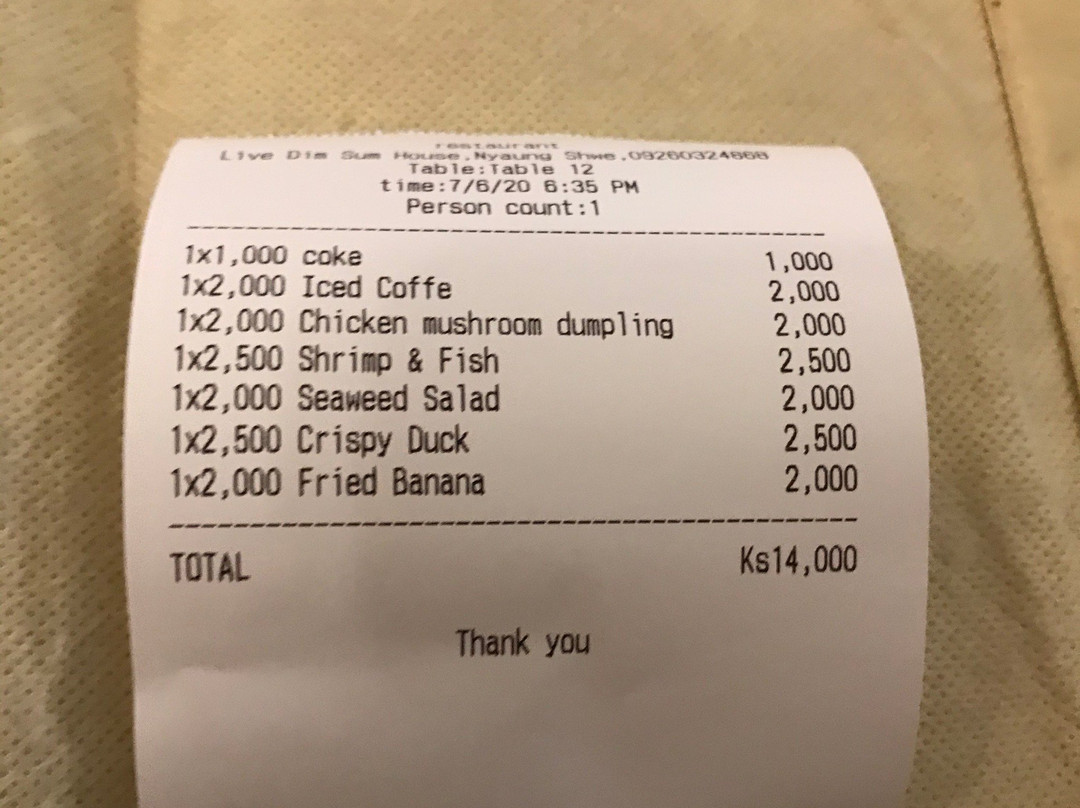 restaurant
Live Dim Sum House,Nyaung Shwe,09260324668
Table:Table 12
time:7/6/20 6:35 PM
Person count:1
1x1,000 coke 1,000
1x2,000 Iced Coffe 2,000
1x2,000 Chicken mushroom dumpling 2,000
1x2,500 Shrimp & Fish 2,500
1x2,000 Seaweed Salad 2,000
1x2,500 Crispy Duck 2,500
1x2,000 Fried Banana 2,000
TOTAL Ks14,000
Thank you